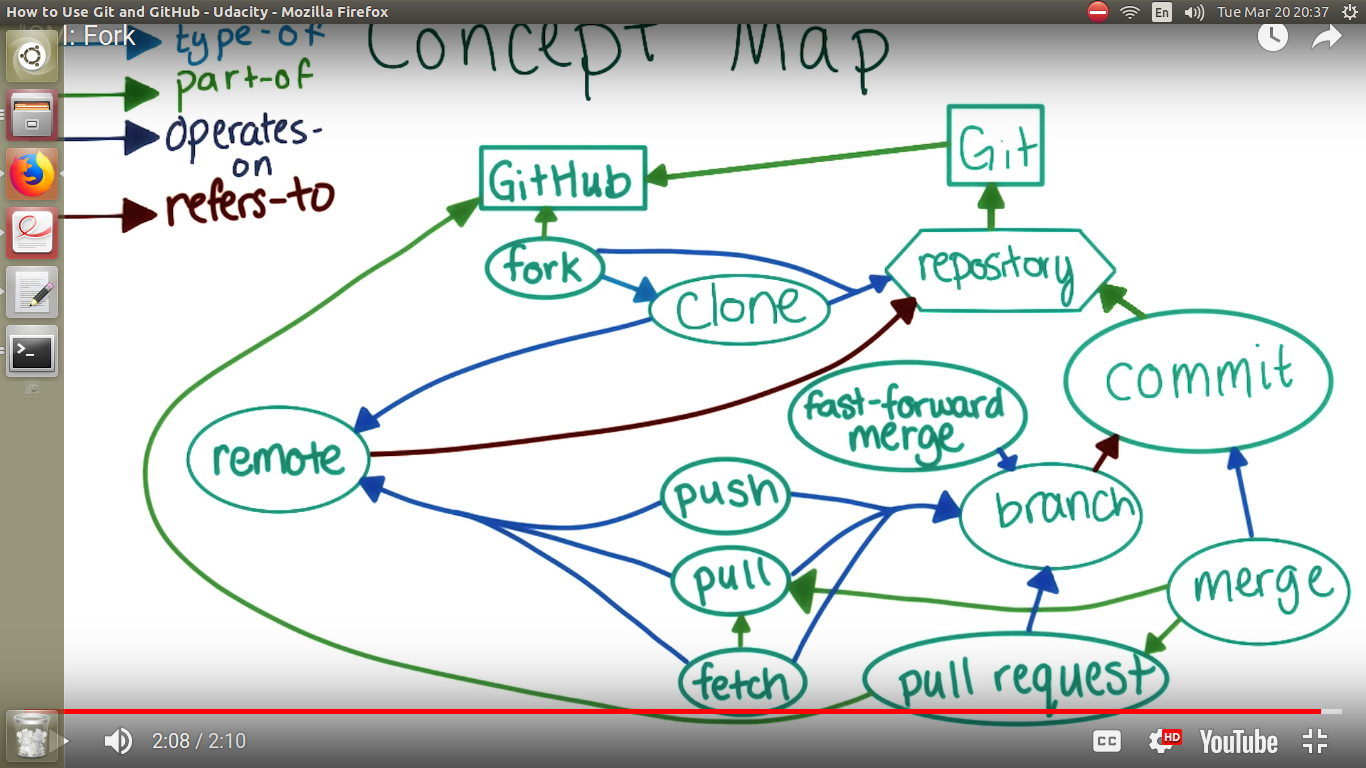 How to Use Git and GitHub - Udacity - Mozilla Firefox
En
Tue Mar 20 20:37
M: Fork
type-of
Concept Map
part-of
operates-
on
refers-to
Git
GitHub
fork
repository
clone
commit
fast-forward
merge
remote
push
branch
pull
merge
fetch
pull request
2:08 / 2:10
CC
HD
YouTube